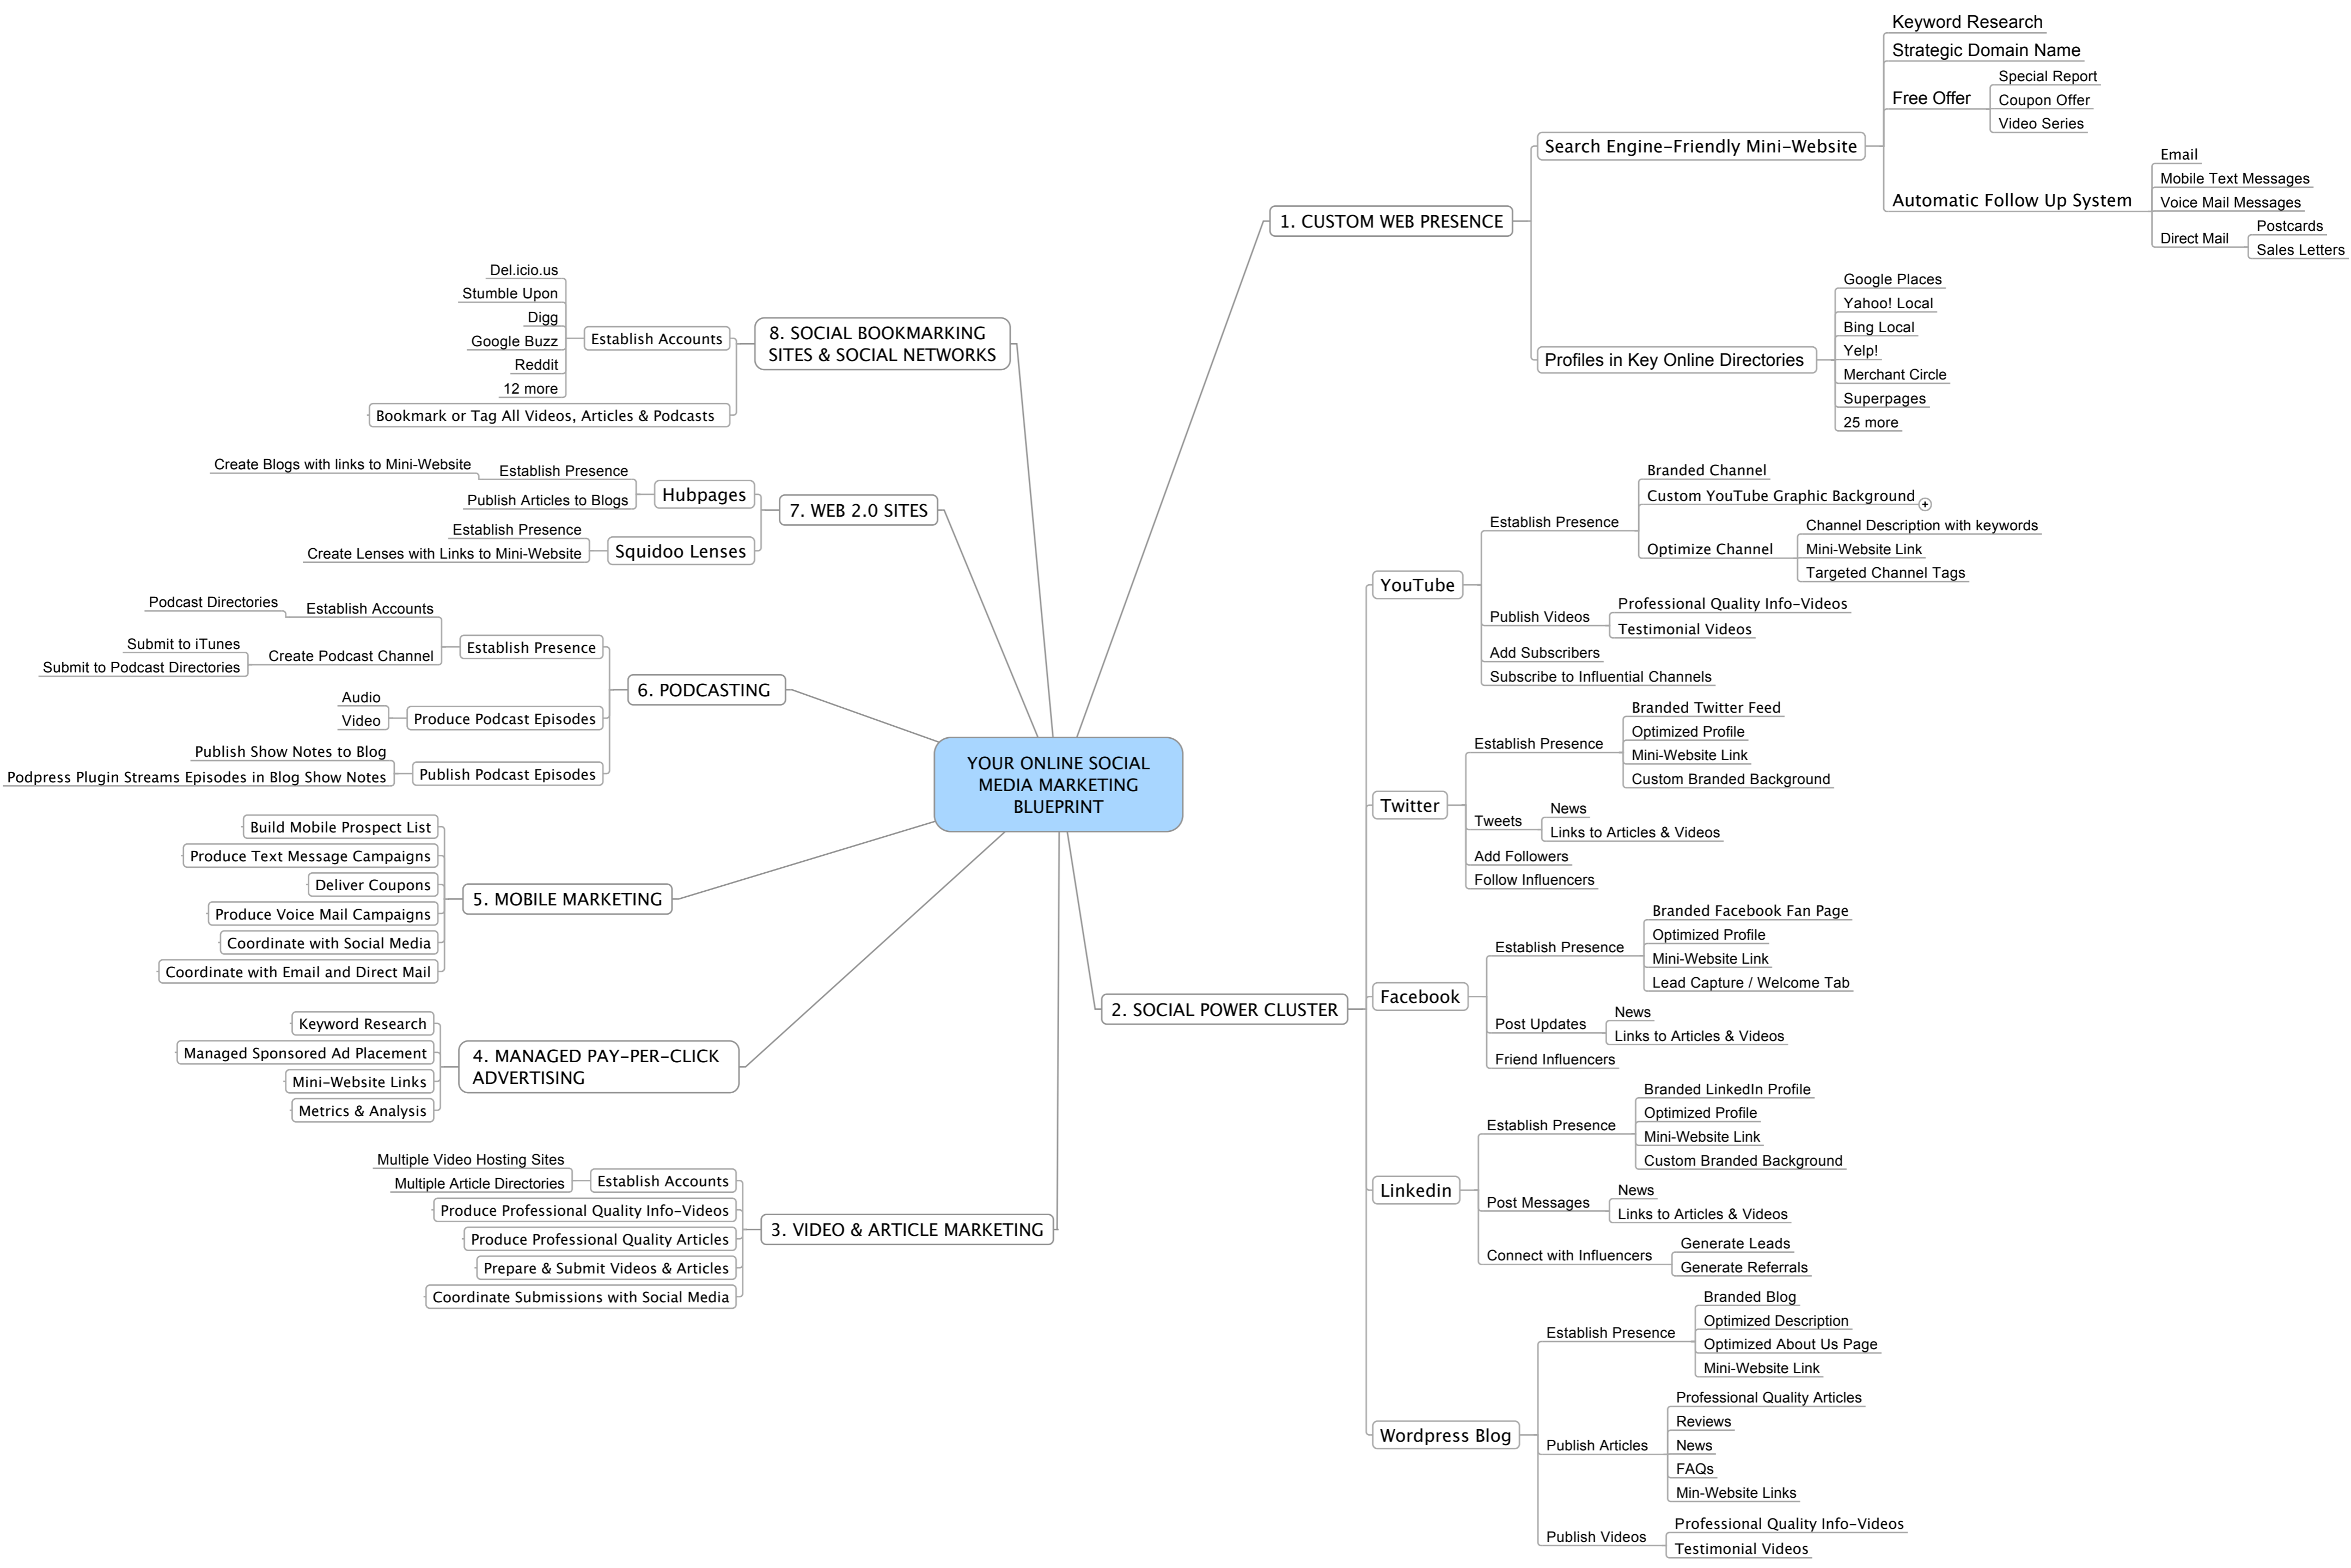 YOUR ONLINE SOCIAL
MEDIA MARKETING
BLUEPRINT
1. CUSTOM WEB PRESENCE
Search Engine-Friendly Mini-Website
Keyword Research
Strategic Domain Name
Free Offer
Special Report
Coupon Offer
Video Series
Automatic Follow Up System
Email
Mobile Text Messages
Voice Mail Messages
Direct Mail
Postcards
Sales Letters
Profiles in Key Online Directories
Google Places
Yahoo! Local
Bing Local
Yelp!
Merchant Circle
Superpages
25 more
2. SOCIAL POWER CLUSTER
YouTube
Establish Presence
Branded Channel
Custom YouTube Graphic Background
Optimize Channel
Channel Description with keywords
Mini-Website Link
Targeted Channel Tags
Publish Videos
Professional Quality Info-Videos
Testimonial Videos
Add Subscribers
Subscribe to Influential Channels
Twitter
Establish Presence
Branded Twitter Feed
Optimized Profile
Mini-Website Link
Custom Branded Background
Tweets
News
Links to Articles & Videos
Add Followers
Follow Influencers
Facebook
Establish Presence
Branded Facebook Fan Page
Optimized Profile
Mini-Website Link
Lead Capture / Welcome Tab
Post Updates
News
Links to Articles & Videos
Friend Influencers
Linkedin
Establish Presence
Branded LinkedIn Profile
Optimized Profile
Mini-Website Link
Custom Branded Background
Post Messages
News
Links to Articles & Videos
Connect with Influencers
Generate Leads
Generate Referrals
Wordpress Blog
Establish Presence
Branded Blog
Optimized Description
Optimized About Us Page
Mini-Website Link
Publish Articles
Professional Quality Articles
Reviews
News
FAQs
Min-Website Links
Publish Videos
Professional Quality Info-Videos
Testimonial Videos
3. VIDEO & ARTICLE MARKETING
Establish Accounts
Multiple Video Hosting Sites
Multiple Article Directories
Produce Professional Quality Info-Videos
Produce Professional Quality Articles
Prepare & Submit Videos & Articles
Coordinate Submissions with Social Media
4. MANAGED PAY-PER-CLICK
ADVERTISING
Keyword Research
Managed Sponsored Ad Placement
Mini-Website Links
Metrics & Analysis
5. MOBILE MARKETING
Build Mobile Prospect List
Produce Text Message Campaigns
Deliver Coupons
Produce Voice Mail Campaigns
Coordinate with Social Media
Coordinate with Email and Direct Mail
6. PODCASTING
Establish Presence
Establish Accounts
Podcast Directories
Create Podcast Channel
Submit to iTunes
Submit to Podcast Directories
Produce Podcast Episodes
Audio
Video
Publish Podcast Episodes
Publish Show Notes to Blog
Podpress Plugin Streams Episodes in Blog Show Notes
7. WEB 2.0 SITES
Hubpages
Establish Presence
Create Blogs with links to Mini-Website
Publish Articles to Blogs
Squidoo Lenses
Establish Presence
Create Lenses with Links to Mini-Website
8. SOCIAL BOOKMARKING
SITES & SOCIAL NETWORKS
Establish Accounts
Del.icio.us
Stumble Upon
Digg
Google Buzz
Reddit
12 more
Bookmark or Tag All Videos, Articles & Podcasts